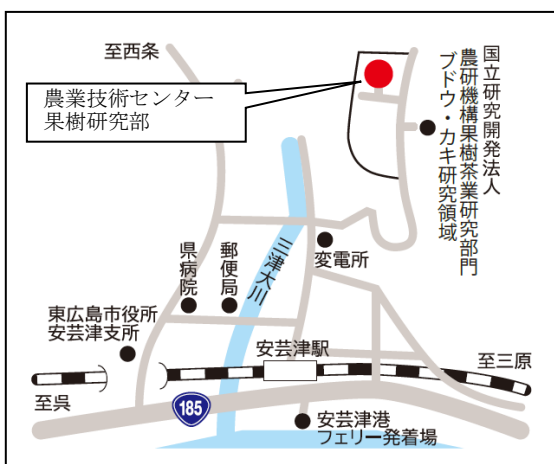 至西条
農業技術センター
果樹研究部
国立研究開発法人
農研機構果樹茶業研究部門
ブドウ・カキ研究領域
変電所
三津大川
郵便局
県病院
東広島市役所
安芸津支所
安芸津駅
至三原
至呉
185
安芸津港
フェリー発着場